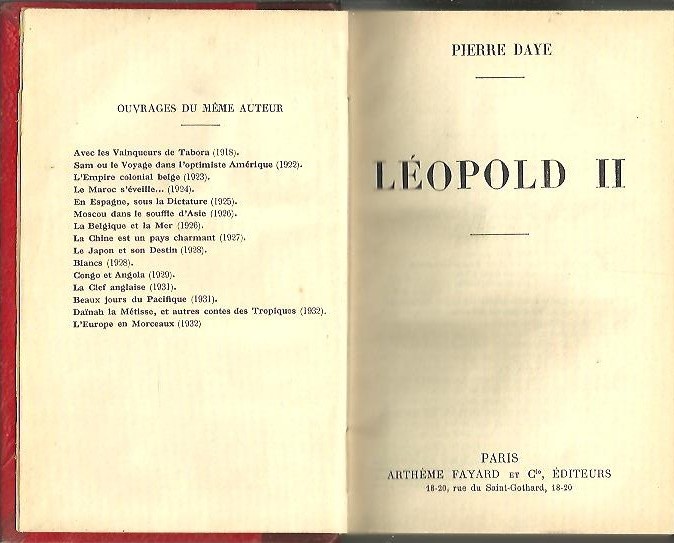 OUVRAGES DU MÊME AUTEUR
Avec les Vainqueurs de Tabora (1918).
Sam ou le Voyage dans l'optimiste Amérique (1922).
L'Empire colonial belge (1923).
Le Maroc s'éveille... (1924).
En Espagne, sous la Dictature (1925).
Moscou dans le souffle d'Asie (1926).
La Belgique et la Mer (1926).
La Chine est un pays charmant (1927).
Le Japon et son Destin (1928).
Blancs (1928).
Congo et Angola (1929).
La Clef anglaise (1931).
Beaux jours du Pacifique (1931).
Daïnah la Métisse, et autres contes des Tropiques (1932).
L'Europe en Morceaux (1932)
PIERRE DAYE
LÉOPOLD II
PARIS
ARTHÈME FAYARD ET Cie, ÉDITEURS
18-20, rue du Saint-Gothard, 18-20